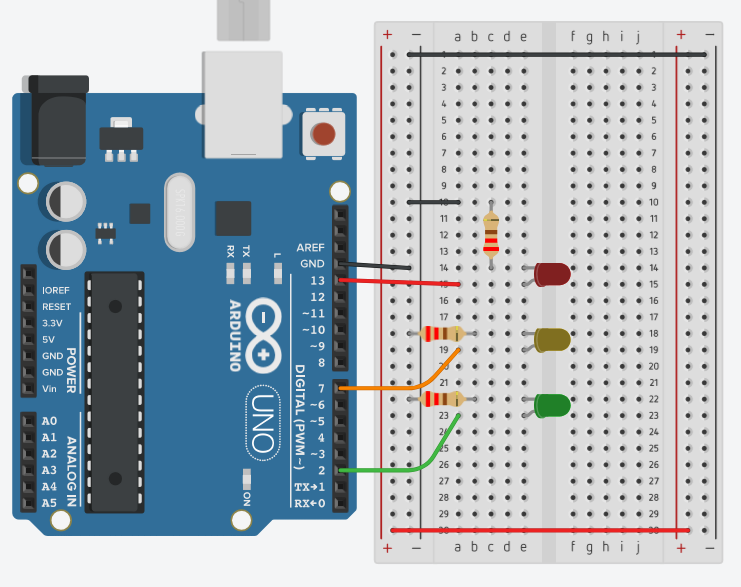 RX
TX
L
ARDUINO
UNO
ON
IOREF
RESET
3.3V
5V
GND
GND
Vin
POWER
A0
A1
A2
A3
A4
A5
ANALOG IN
AREF
GND
13
12
~11
~10
~9
8
7
~6
~5
4
~3
2
TX→1
RX←0
DIGITAL (PWM~)
+ − a b c d e f g h i j + −
1 1
2 2
3 3
4 4
5 5
6 6
7 7
8 8
9 9
10 10
11 11
12 12
13 13
14 14
15 15
16 16
17 17
18 18
19 19
20 20
21 21
22 22
23 23
24 24
25 25
26 26
27 27
28 28
29 29
30 30
+ − a b c d e f g h i j + −